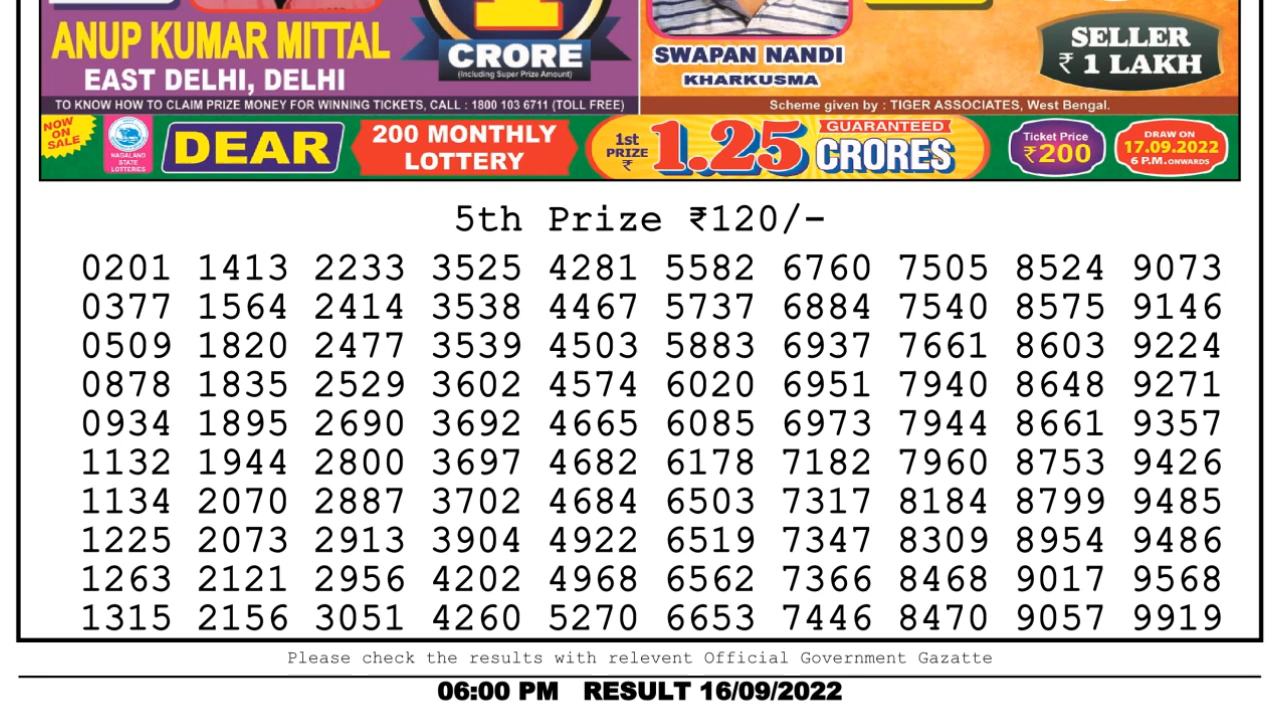 ANUP KUMAR MITTAL
EAST DELHI, DELHI
1
CRORE
(Including Super Prize Amount)
SWAPAN NANDI
KHARKUSMA
SELLER
₹ 1 LAKH
TO KNOW HOW TO CLAIM PRIZE MONEY FOR WINNING TICKETS, CALL : 1800 103 6711 (TOLL FREE)
Scheme given by : TIGER ASSOCIATES, West Bengal.
NOW
ON
SALE
NAGALAND
STATE
LOTTERIES
DEAR
200 MONTHLY
LOTTERY
1st
PRIZE
₹
1.25
GUARANTEED
CRORES
Ticket Price
₹200
DRAW ON
17.09.2022
6 P.M. ONWARDS
5th Prize ₹120/-
0201 1413 2233 3525 4281 5582 6760 7505 8524 9073
0377 1564 2414 3538 4467 5737 6884 7540 8575 9146
0509 1820 2477 3539 4503 5883 6937 7661 8603 9224
0878 1835 2529 3602 4574 6020 6951 7940 8648 9271
0934 1895 2690 3692 4665 6085 6973 7944 8661 9357
1132 1944 2800 3697 4682 6178 7182 7960 8753 9426
1134 2070 2887 3702 4684 6503 7317 8184 8799 9485
1225 2073 2913 3904 4922 6519 7347 8309 8954 9486
1263 2121 2956 4202 4968 6562 7366 8468 9017 9568
1315 2156 3051 4260 5270 6653 7446 8470 9057 9919
Please check the results with relevent Official Government Gazatte
06:00 PM RESULT 16/09/2022